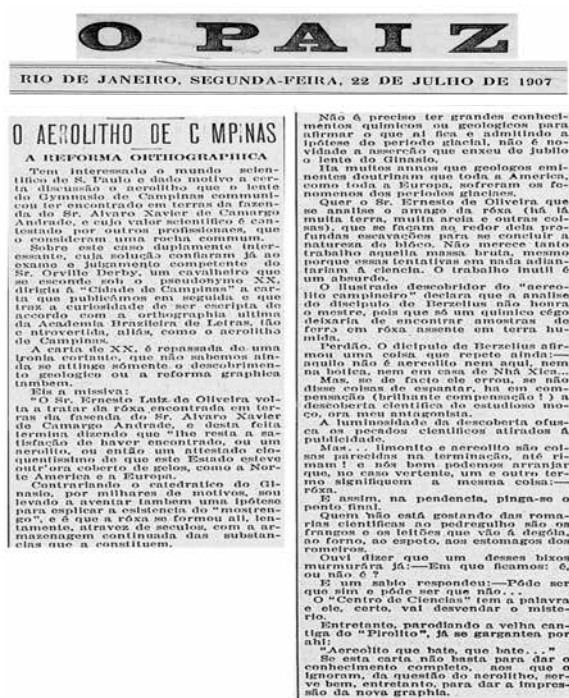 O PAIZ
RIO DE JANEIRO, SEGUNDA-FEIRA, 22 DE JULHO DE 1907
O AEROLITHO DE C MPINAS
A REFORMA ORTHOGRAPHICA
Tem interessado o mundo scien-
tifico de S. Paulo e dado motivo a cer-
ta discussão o aerolitho que o lente
do Gymnasio de Campinas communi-
cou ter encontrado em terras da fazen-
da do Sr. Alvaro Xavier de Camargo
Andrade, e cujo valor scientifico é con-
testado por outros profissionaes, que
o consideram uma rocha commum.
Sobre este caso duplamente inter-
essante, cuja solução confiaram já ao
exame e julgamento competente do
Sr. Orville Derby, um cavalheiro que
se esconde sob o pseudonymo XX,
dirigiu á "Cidade de Campinas" a car-
ta que publicâmos em seguida, e que
traz a curiosidade de ser escripta de
accordo com a orthographia ultima
da Academia Brazileira de Letras, tão
controvertida, aliás, como o aerolitho
de Campinas.
A carta de XX, é repassada de uma
ironia cortante, que não sabemos ain-
da se attinge sómente o descobrimen-
to geologico ou a reforma graphica
tambem.
Eis a missiva:
"O Sr. Ernesto Luiz de Oliveira vol-
ta a tratar da róxa encontrada em ter-
ras da fasenda do Sr. Alvaro Xavier
de Camargo Andrade, e desta feita
termina dizendo que "lhe resta a sa-
tisfação de haver encontrado, ou um
aerolito, ou então um attestado elo-
quentissimo de que este Estado esteve
outr'ora coberto de gelos, como a Nor-
te America e a Europa.
Contrariando o catedratico do Gi-
nasio, por milhares de motivos, sou
levado a aventar tambem uma ipótese
para esplicar a esistencia do "mostren-
go", e é que a róxa se formou ali, len-
tamente, atravez de seculos, com a ar-
mazenagem continuada das substan-
cias que a constituem.
Não é preciso ter grandes conheci-
mentos quimicos ou geologicos para
afirmar o que ai fica e admitindo a
ipótese do periodo glacial, não é no-
vidade a asserção que enxeu de jubilo
o lente do Ginasio.
Ha muitos annos que geologos emi-
nentes doutrinam que toda a America,
como toda a Europa, sofreram os fe-
nomenos dos periodos glaciaes.
Quer o Sr. Ernesto de Oliveira que
se analise o amago da róxa (há lá
muita terra, muita areia e outras col-
sas), que se façam ao redor dela pro-
fundas escavações para se concluir a
natureza do blóco. Não merece tanto
trabalho aquella massa bruta, mesmo
porque essas tentativas em nada adian-
tariam á ciencia. O trabalho inutil é
um absurdo.
O ilustrado descobridor do "aereo-
lito campineiro" declara que a analise
do discipulo de Berzelius não honra
o mestre, pois que só um quimico cégo
deixaria de encontrar amostras de
ferro em róxa assente em terra hu-
mida.
Perdão. O dicipulo de Berzelius afir-
mou uma coisa que repete ainda:—
aquilo não é aereolito nem aqui, nem
na botica, nem em casa de Nhá Xica...
Mas, se de facto ele errou, se não
disse coisas de espantar, ha em com-
pensação (brilhante compensação!) a
descoberta cientifica do estudioso mo-
ço, ora meu antagonista.
A luminosidade da descoberta ofus-
ca os pecados cientificos atirados á
publicidade.
Mas... limonito e aereolito são coi-
sas parecidas na terminação, até ri-
mam! e nós bem podemos arranjar
que, no caso vertente, um e outro ter-
mo signifiquem a mesma coisa:—
róxa.
E assim, na pendencia, pinga-se o
ponto final.
Quem não está gostando das roma-
rias cientificas ao pedregulho são os
frangos e os leitões que vão á dególa,
ao forno, ao espeto, aos estomagos dos
romeiros.
Ouvi dizer que um desses bixos
murmurára já:—Em que ficamos: é,
ou não é?
E um sabio respondeu:—Póde ser
que sim e póde ser que não...
O "Centro de Ciencias" tem a palavra
e ele, certo, vai desvendar o miste-
rio.
Entretanto, parodiando a velha can-
tiga do "Pirolito", já se gargantea por
ahi:
"Aereolito que bate, que bate..."
Se esta carta não basta para dar o
conhecimento completo, aos que o
ignoram, da questão do aerolitho, ser-
ve bem, entretanto, para dar a impres-
são da nova graphia.